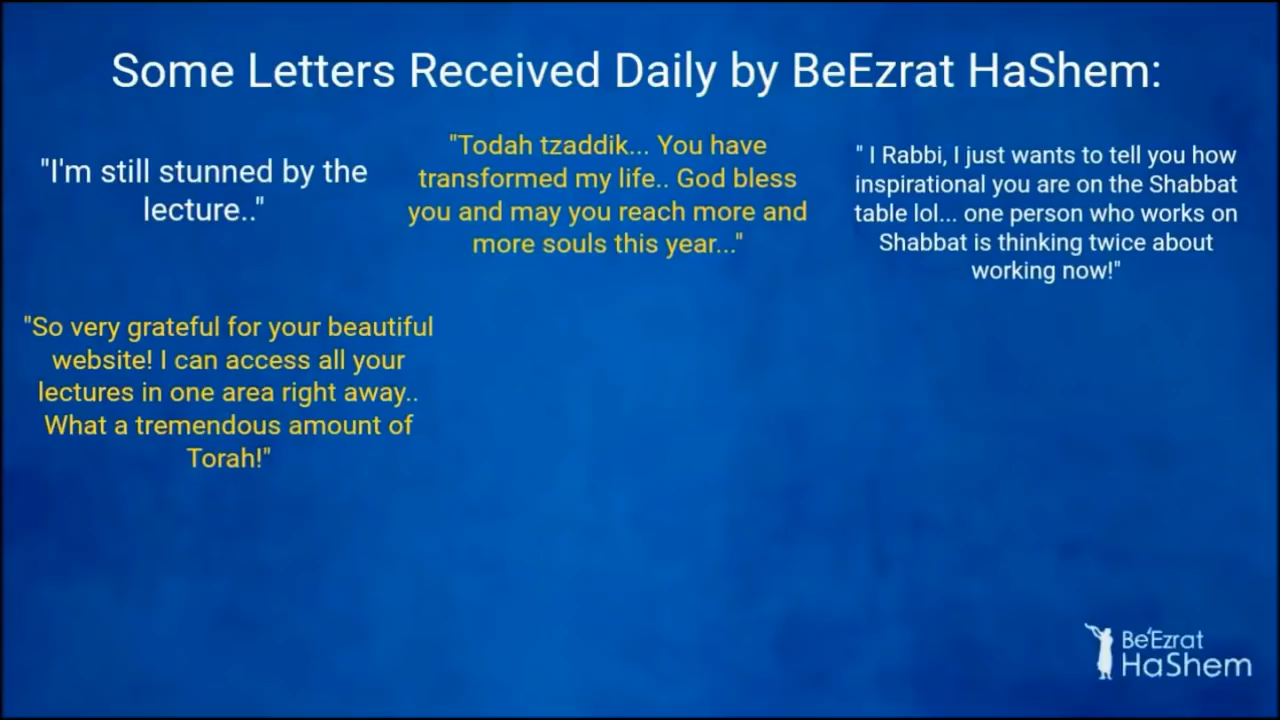 Some Letters Received Daily by BeEzrat HaShem:
"I'm still stunned by the
lecture.."
"Todah tzaddik... You have
transformed my life.. God bless
you and may you reach more and
more souls this year..."
" I Rabbi, I just wants to tell you how
inspirational you are on the Shabbat
table lol... one person who works on
Shabbat is thinking twice about
working now!"
"So very grateful for your beautiful
website! I can access all your
lectures in one area right away..
What a tremendous amount of
Torah!"
Be'Ezrat
HaShem